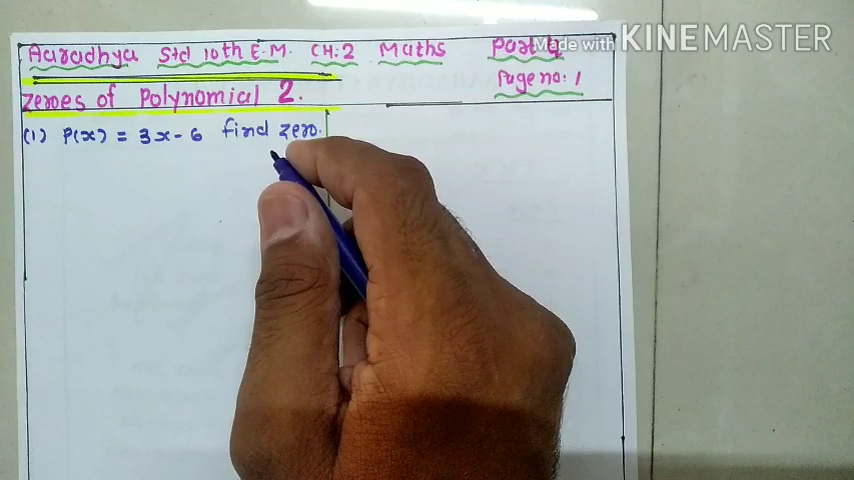 Aaradhya Std 10th E.M. CH:2 Maths Part 4
Made with KINEMASTER
Page no: 1
Zeroes of Polynomial 2.
(1) P(x) = 3x - 6 find zero.